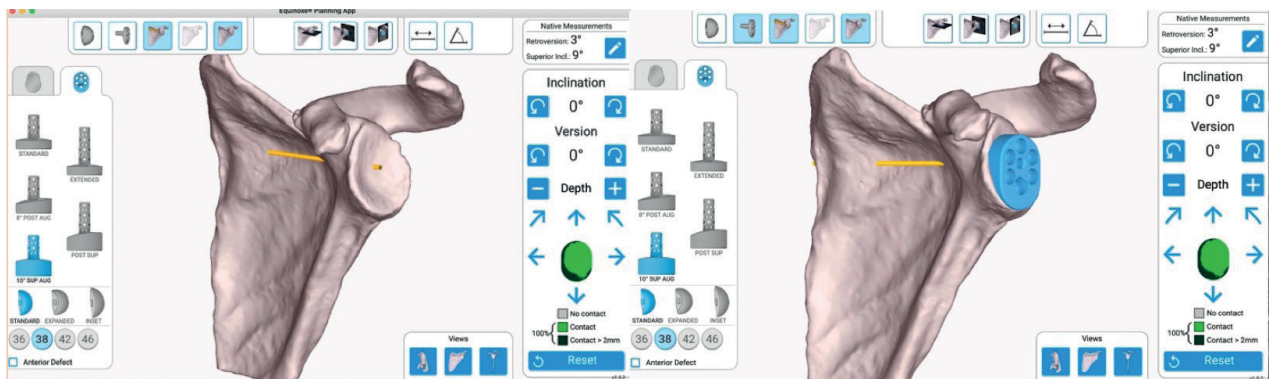 Equinoxe® Planning App
Native Measurements
Retroversion: 3°
Superior Incl.: 9°
STANDARD
EXTENDED
8° POST AUG
POST SUP
10° SUP AUG
STANDARD EXPANDED INSET
36 38 42 46
Anterior Defect
Inclination
0°
Version
0°
Depth
No contact
100% Contact
Contact > 2mm
Reset
Views
Native Measurements
Retroversion: 3°
Superior Incl.: 9°
STANDARD
EXTENDED
8° POST AUG
POST SUP
10° SUP AUG
STANDARD EXPANDED INSET
36 38 42 46
Anterior Defect
Inclination
0°
Version
0°
Depth
No contact
100% Contact
Contact > 2mm
Reset
Views